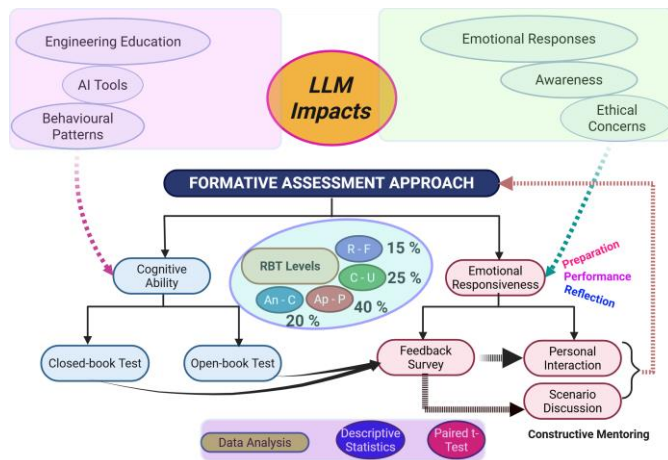 Engineering Education
AI Tools
Behavioural
Patterns
LLM
Impacts
Emotional Responses
Awareness
Ethical
Concerns
FORMATIVE ASSESSMENT APPROACH
Cognitive
Ability
RBT Levels
R - F 15 %
C - U 25 %
An - C Ap - P 40 %
20 %
Emotional
Responsiveness
Preparation
Performance
Reflection
Closed-book Test
Open-book Test
Feedback
Survey
Personal
Interaction
Scenario
Discussion
Constructive Mentoring
Data Analysis
Descriptive
Statistics
Paired t-
Test